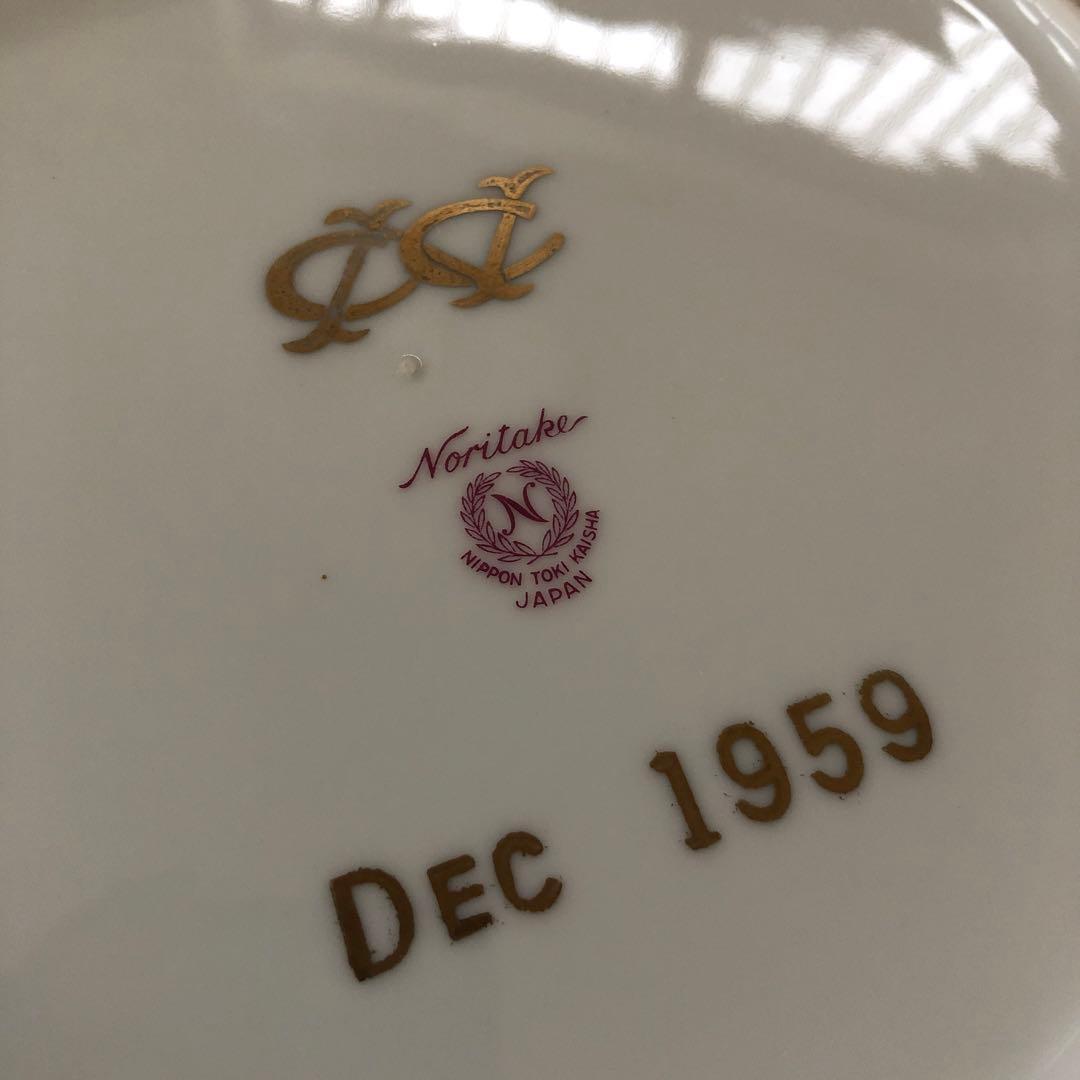 Noritake
N
NIPPON TOKI KAISHA
JAPAN
DEC 1959